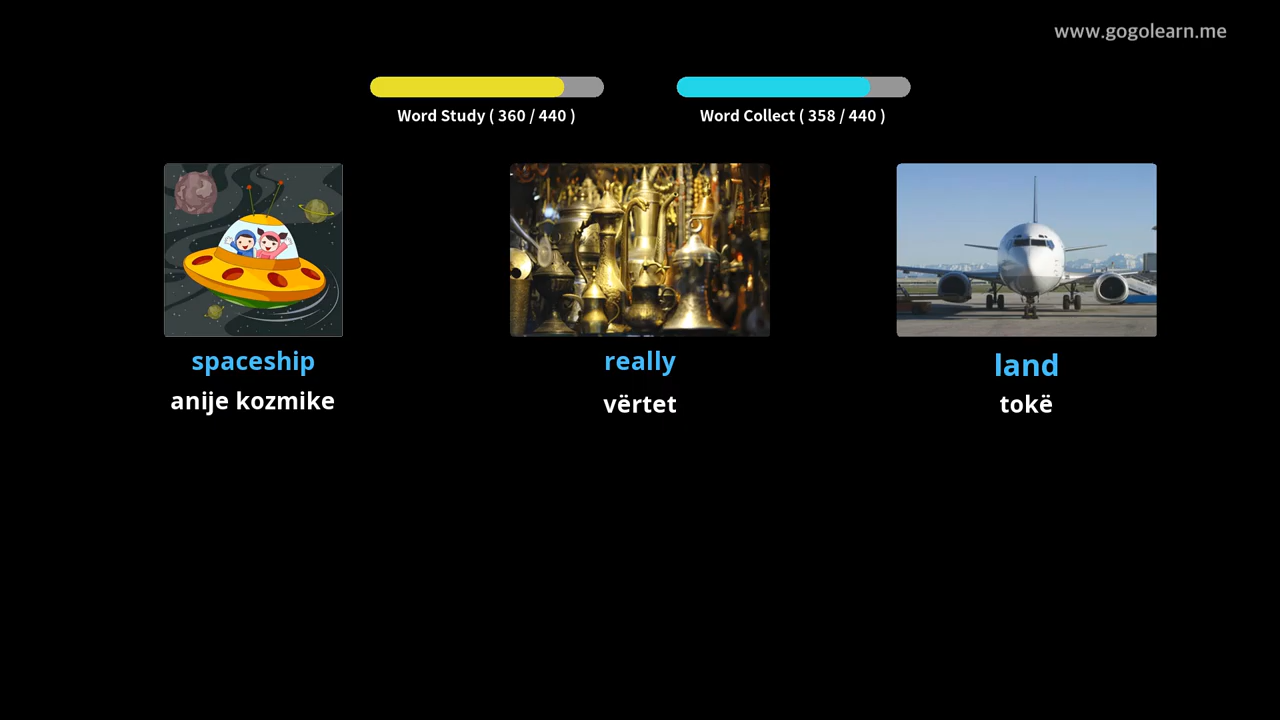 www.gogolearn.me
Word Study ( 360 / 440 )
Word Collect ( 358 / 440 )
spaceship
anije kozmike
really
vërtet
land
tokë